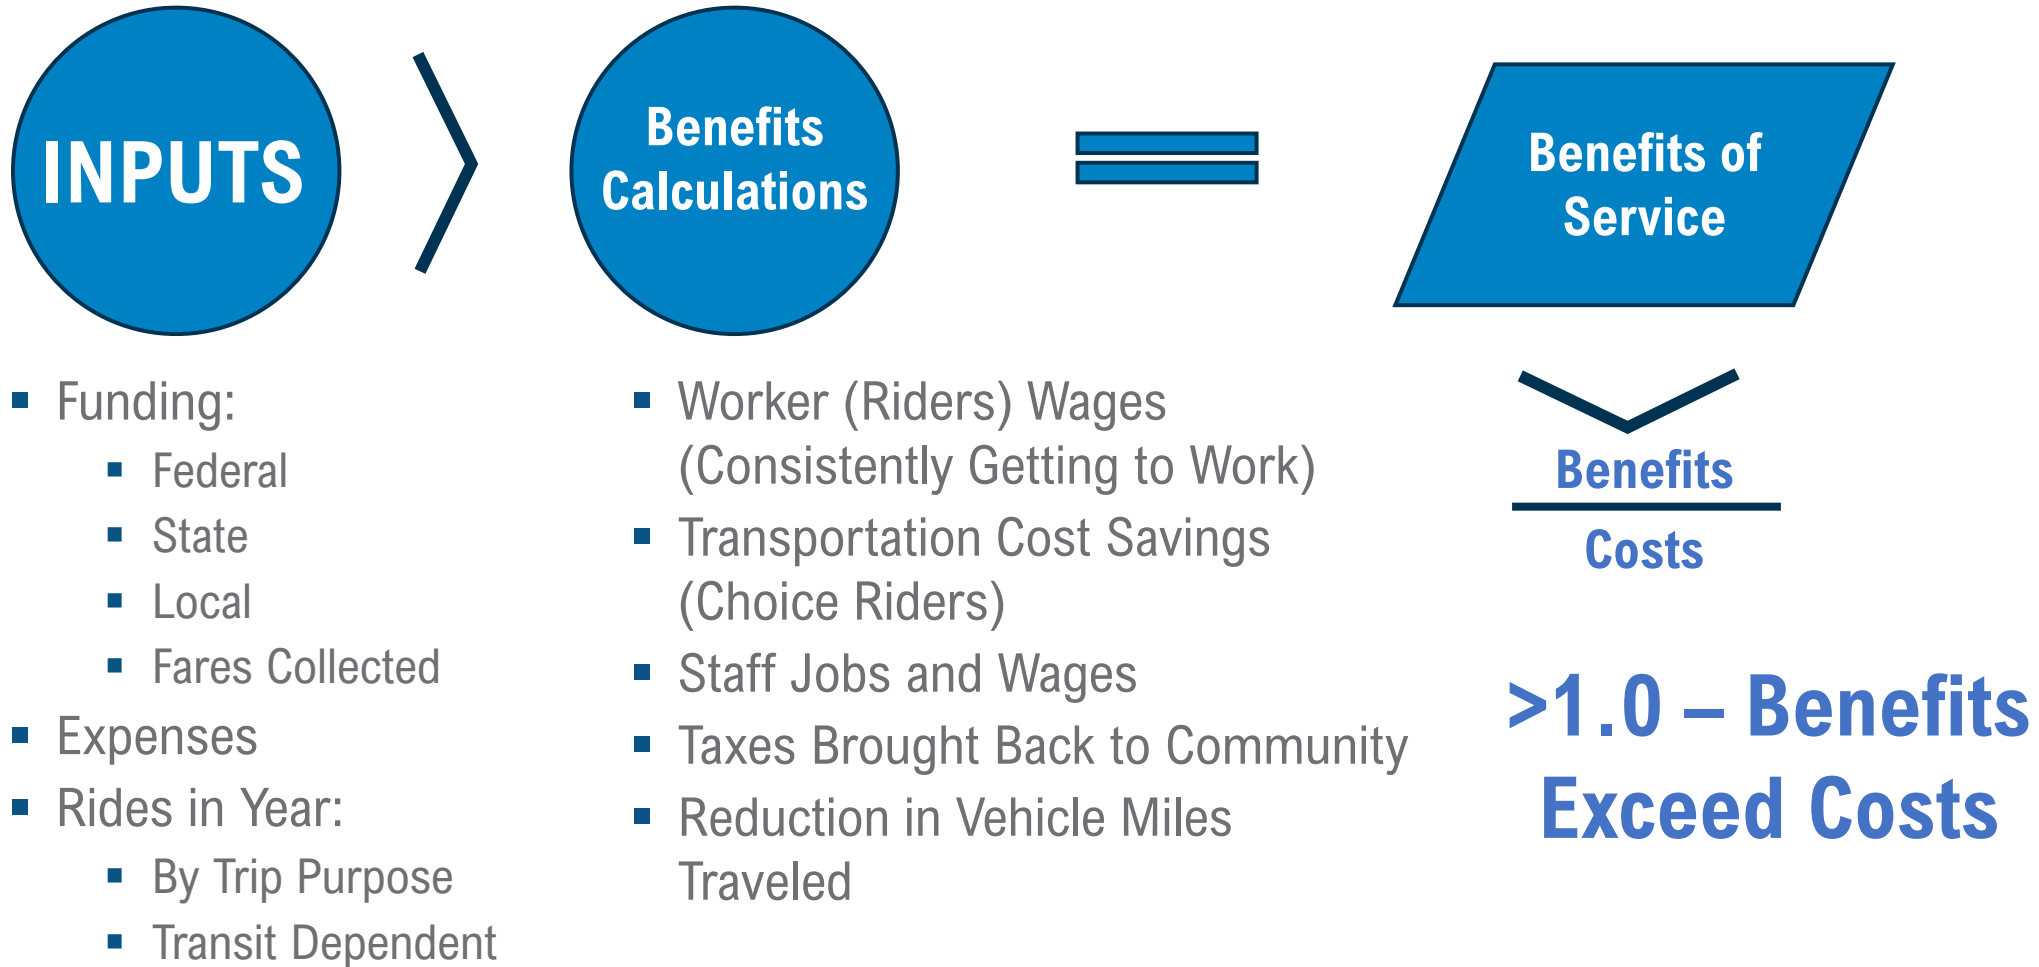 INPUTS
Funding:
Federal
State
Local
Fares Collected
Expenses
Rides in Year:
By Trip Purpose
Transit Dependent
Benefits
Calculations
Worker (Riders) Wages
(Consistently Getting to Work)
Transportation Cost Savings
(Choice Riders)
Staff Jobs and Wages
Taxes Brought Back to Community
Reduction in Vehicle Miles
Traveled
Benefits of
Service
Benefits
Costs
>1.0 – Benefits
Exceed Costs